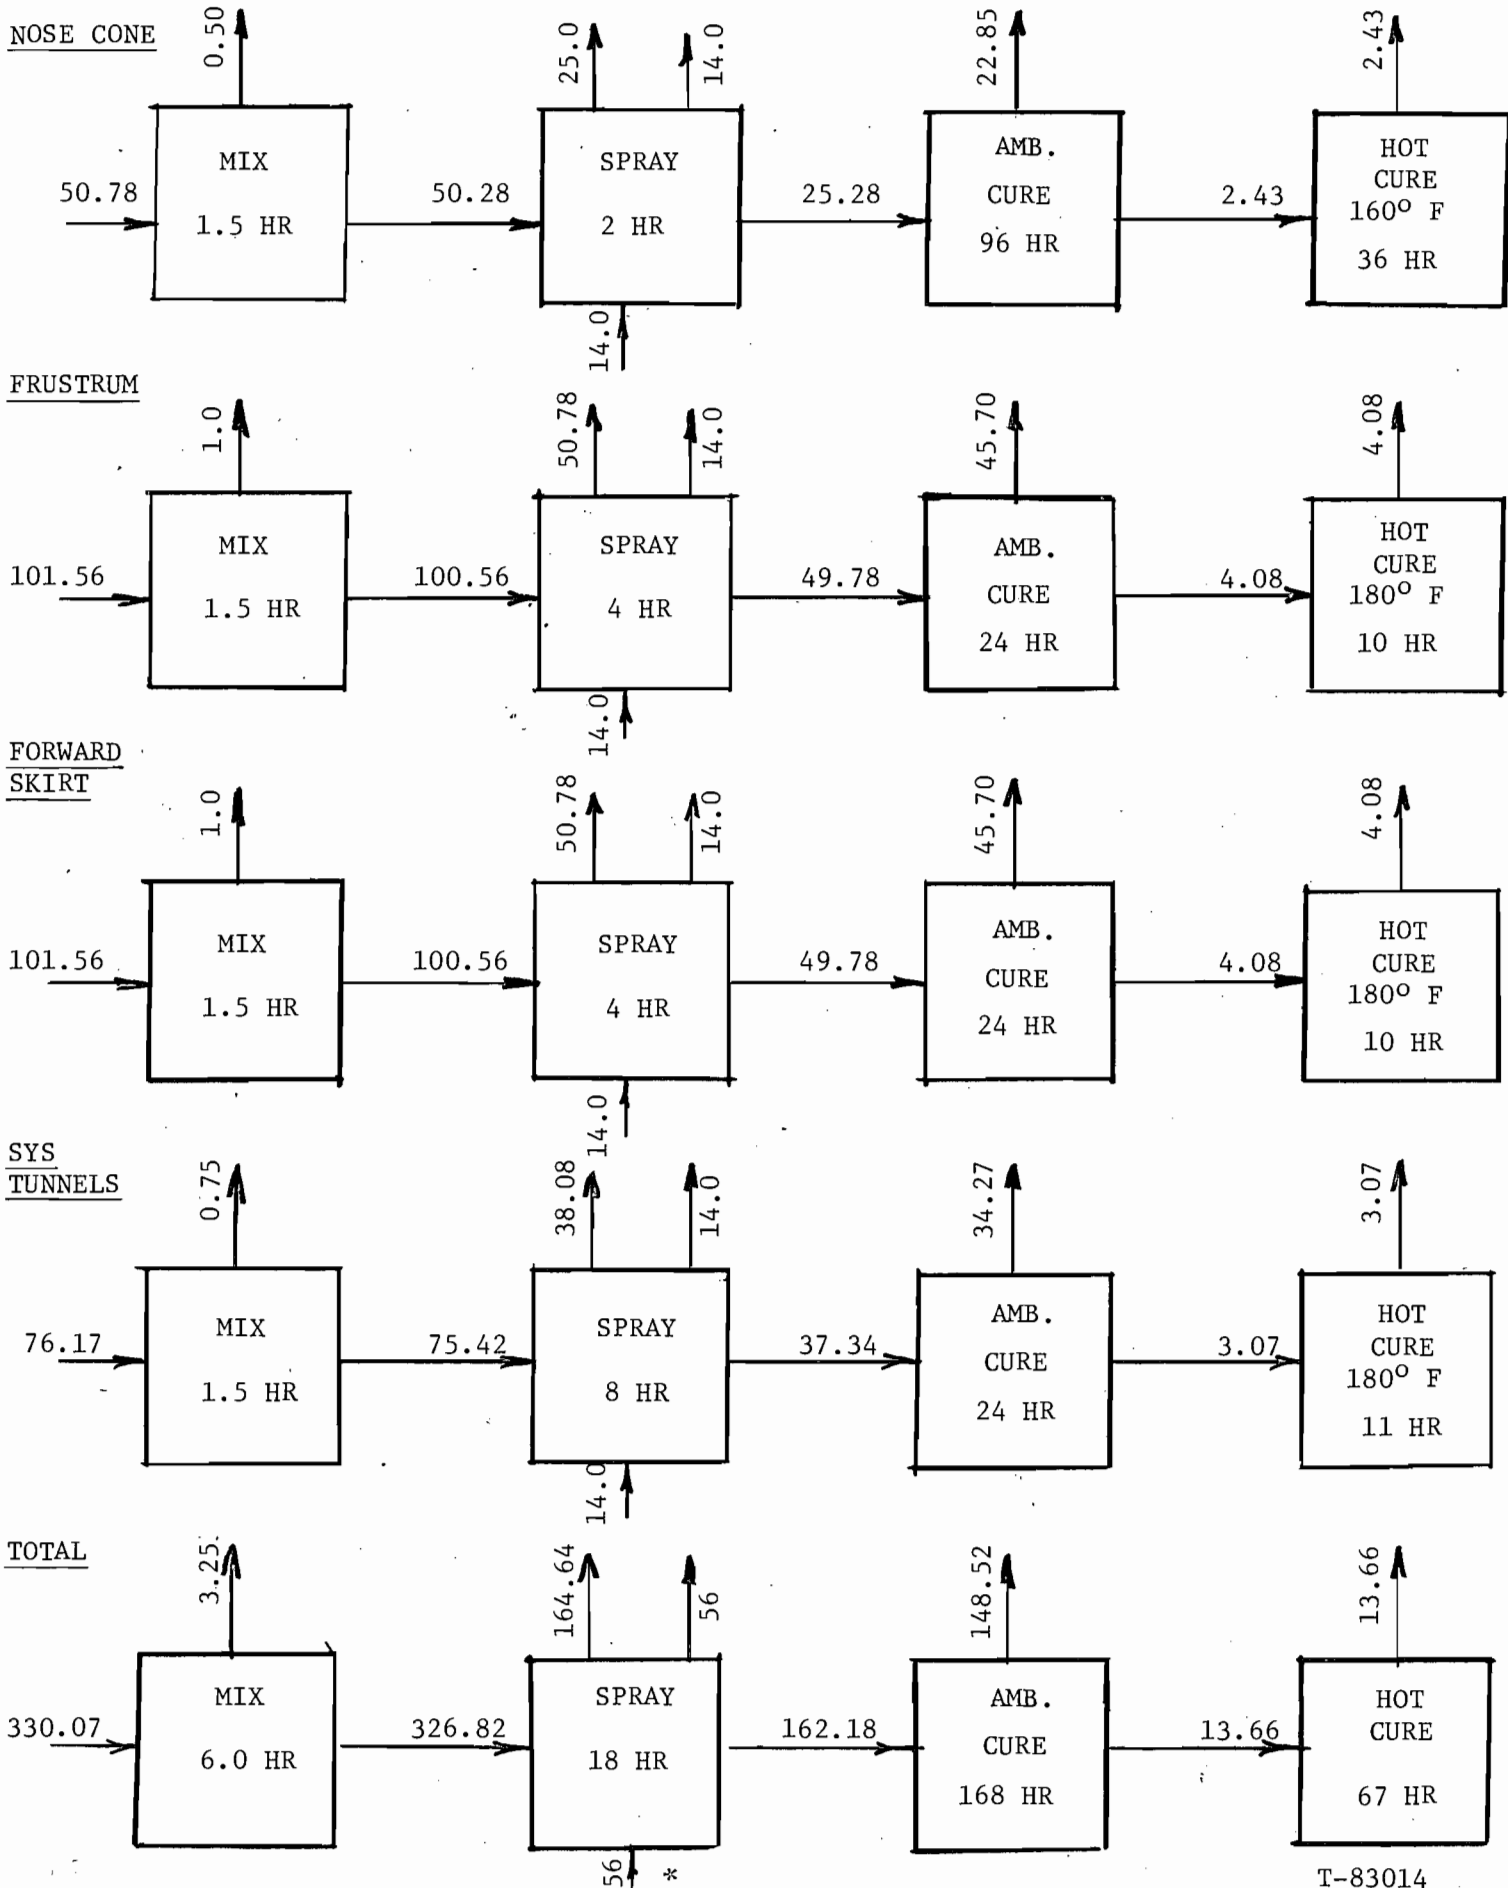 NOSE CONE
0.50
25.0
14.0
22.85
2.43
50.78
MIX
1.5 HR
50.28
SPRAY
2 HR
25.28
AMB.
CURE
96 HR
2.43
HOT
CURE
160° F
36 HR
14.0
FRUSTRUM
1.0
50.78
14.0
45.70
4.08
101.56
MIX
1.5 HR
100.56
SPRAY
4 HR
49.78
AMB.
CURE
24 HR
4.08
HOT
CURE
180° F
10 HR
14.0
FORWARD
SKIRT
1.0
50.78
14.0
45.70
4.08
101.56
MIX
1.5 HR
100.56
SPRAY
4 HR
49.78
AMB.
CURE
24 HR
4.08
HOT
CURE
180° F
10 HR
14.0
SYS
TUNNELS
0.75
38.08
14.0
34.27
3.07
76.17
MIX
1.5 HR
75.42
SPRAY
8 HR
37.34
AMB.
CURE
24 HR
3.07
HOT
CURE
180° F
11 HR
14.0
TOTAL
3.25
164.64
56
148.52
13.66
330.07
MIX
6.0 HR
326.82
SPRAY
18 HR
162.18
AMB.
CURE
168 HR
13.66
HOT
CURE
67 HR
56 *
T-83014